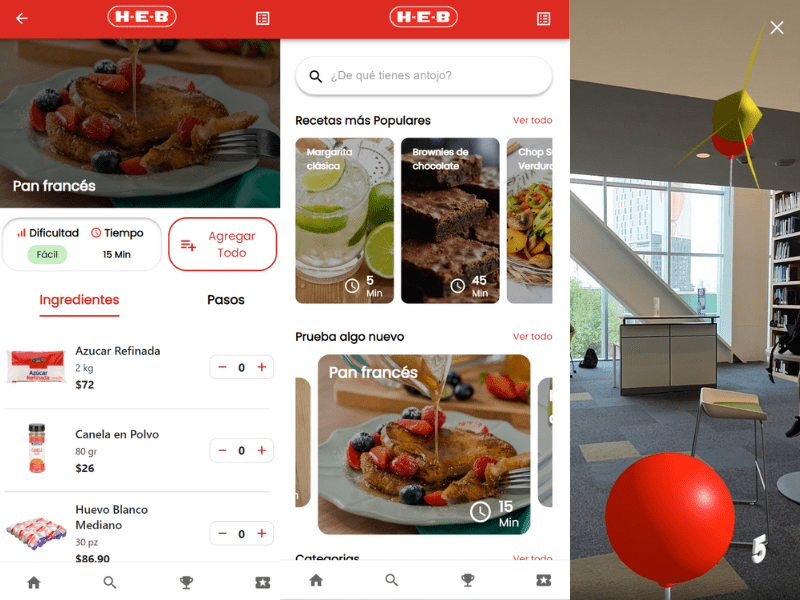 H-E-B
Pan francés
Dificultad
Tiempo
Fácil
15 Min
Agregar
Todo
Ingredientes
Pasos
Azucar Refinada
2 kg
$72
0
Canela en Polvo
80 gr
$26
0
Huevo Blanco
Mediano
30 pz
$86.90
0
H-E-B
¿De qué tienes antojo?
Recetas más Populares
Ver todo
Margarita
clásica
5
Min
Brownies de
chocolate
45
Min
Chop S
Verdur
Prueba algo nuevo
Ver todo
Pan francés
15
Min
Categorias
Ver todo
5